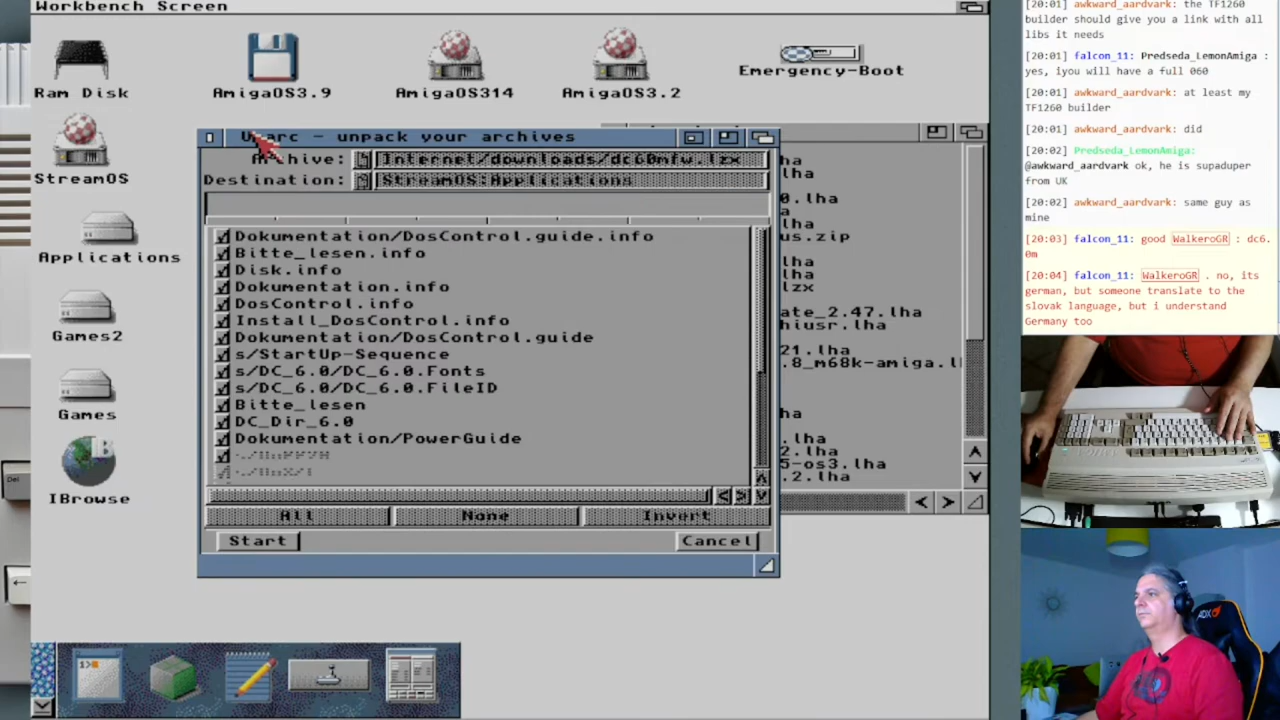 Workbench Screen
Ram Disk
AmigaOS3.9
AmigaOS314
AmigaOS3.2
Emergency-Boot
StreamOS
Applications
Games2
Games
IBrowse
- unpack your archives
Archive: Internet/downloads/dc60mfw.lzx
Destination: StreamOS:Applications
Dokumentation/DosControl.guide.info
Bitte_lesen.info
Disk.info
Dokumentation.info
DosControl.info
Install_DosControl.info
Dokumentation/DosControl.guide
s/StartUp-Sequence
s/DC_6.0/DC_6.0.Fonts
s/DC_6.0/DC_6.0.FileID
Bitte_lesen
DC_Dir_6.0
Dokumentation/PowerGuide
All
None
Invert
Start
Cancel
ha
lha
0.lha
a
lha
us.zip
lha
lha
lzx
ate_2.47.lha
hiusr.lha
21.lha
.8_m68k-amiga.l
ha
.lha
2.lha
5-os3.lha
.2.lha
1>
Del
[20:01] awkward_aardvark: the TF1260
builder should give you a link with all
libs it needs
[20:01] falcon_11: Predseda_LemonAmiga :
yes, iyou will have a full 060
[20:01] awkward_aardvark: at least my
TF1260 builder
[20:01] awkward_aardvark: did
[20:02] Predseda_LemonAmiga:
@awkward_aardvark ok, he is supaduper
from UK
[20:02] awkward_aardvark: same guy as
mine
[20:03] falcon_11: good WalkeroGR : dc6.
0m
[20:04] falcon_11: WalkeroGR . no, its
german, but someone translate to the
slovak language, but i understand
Germany too